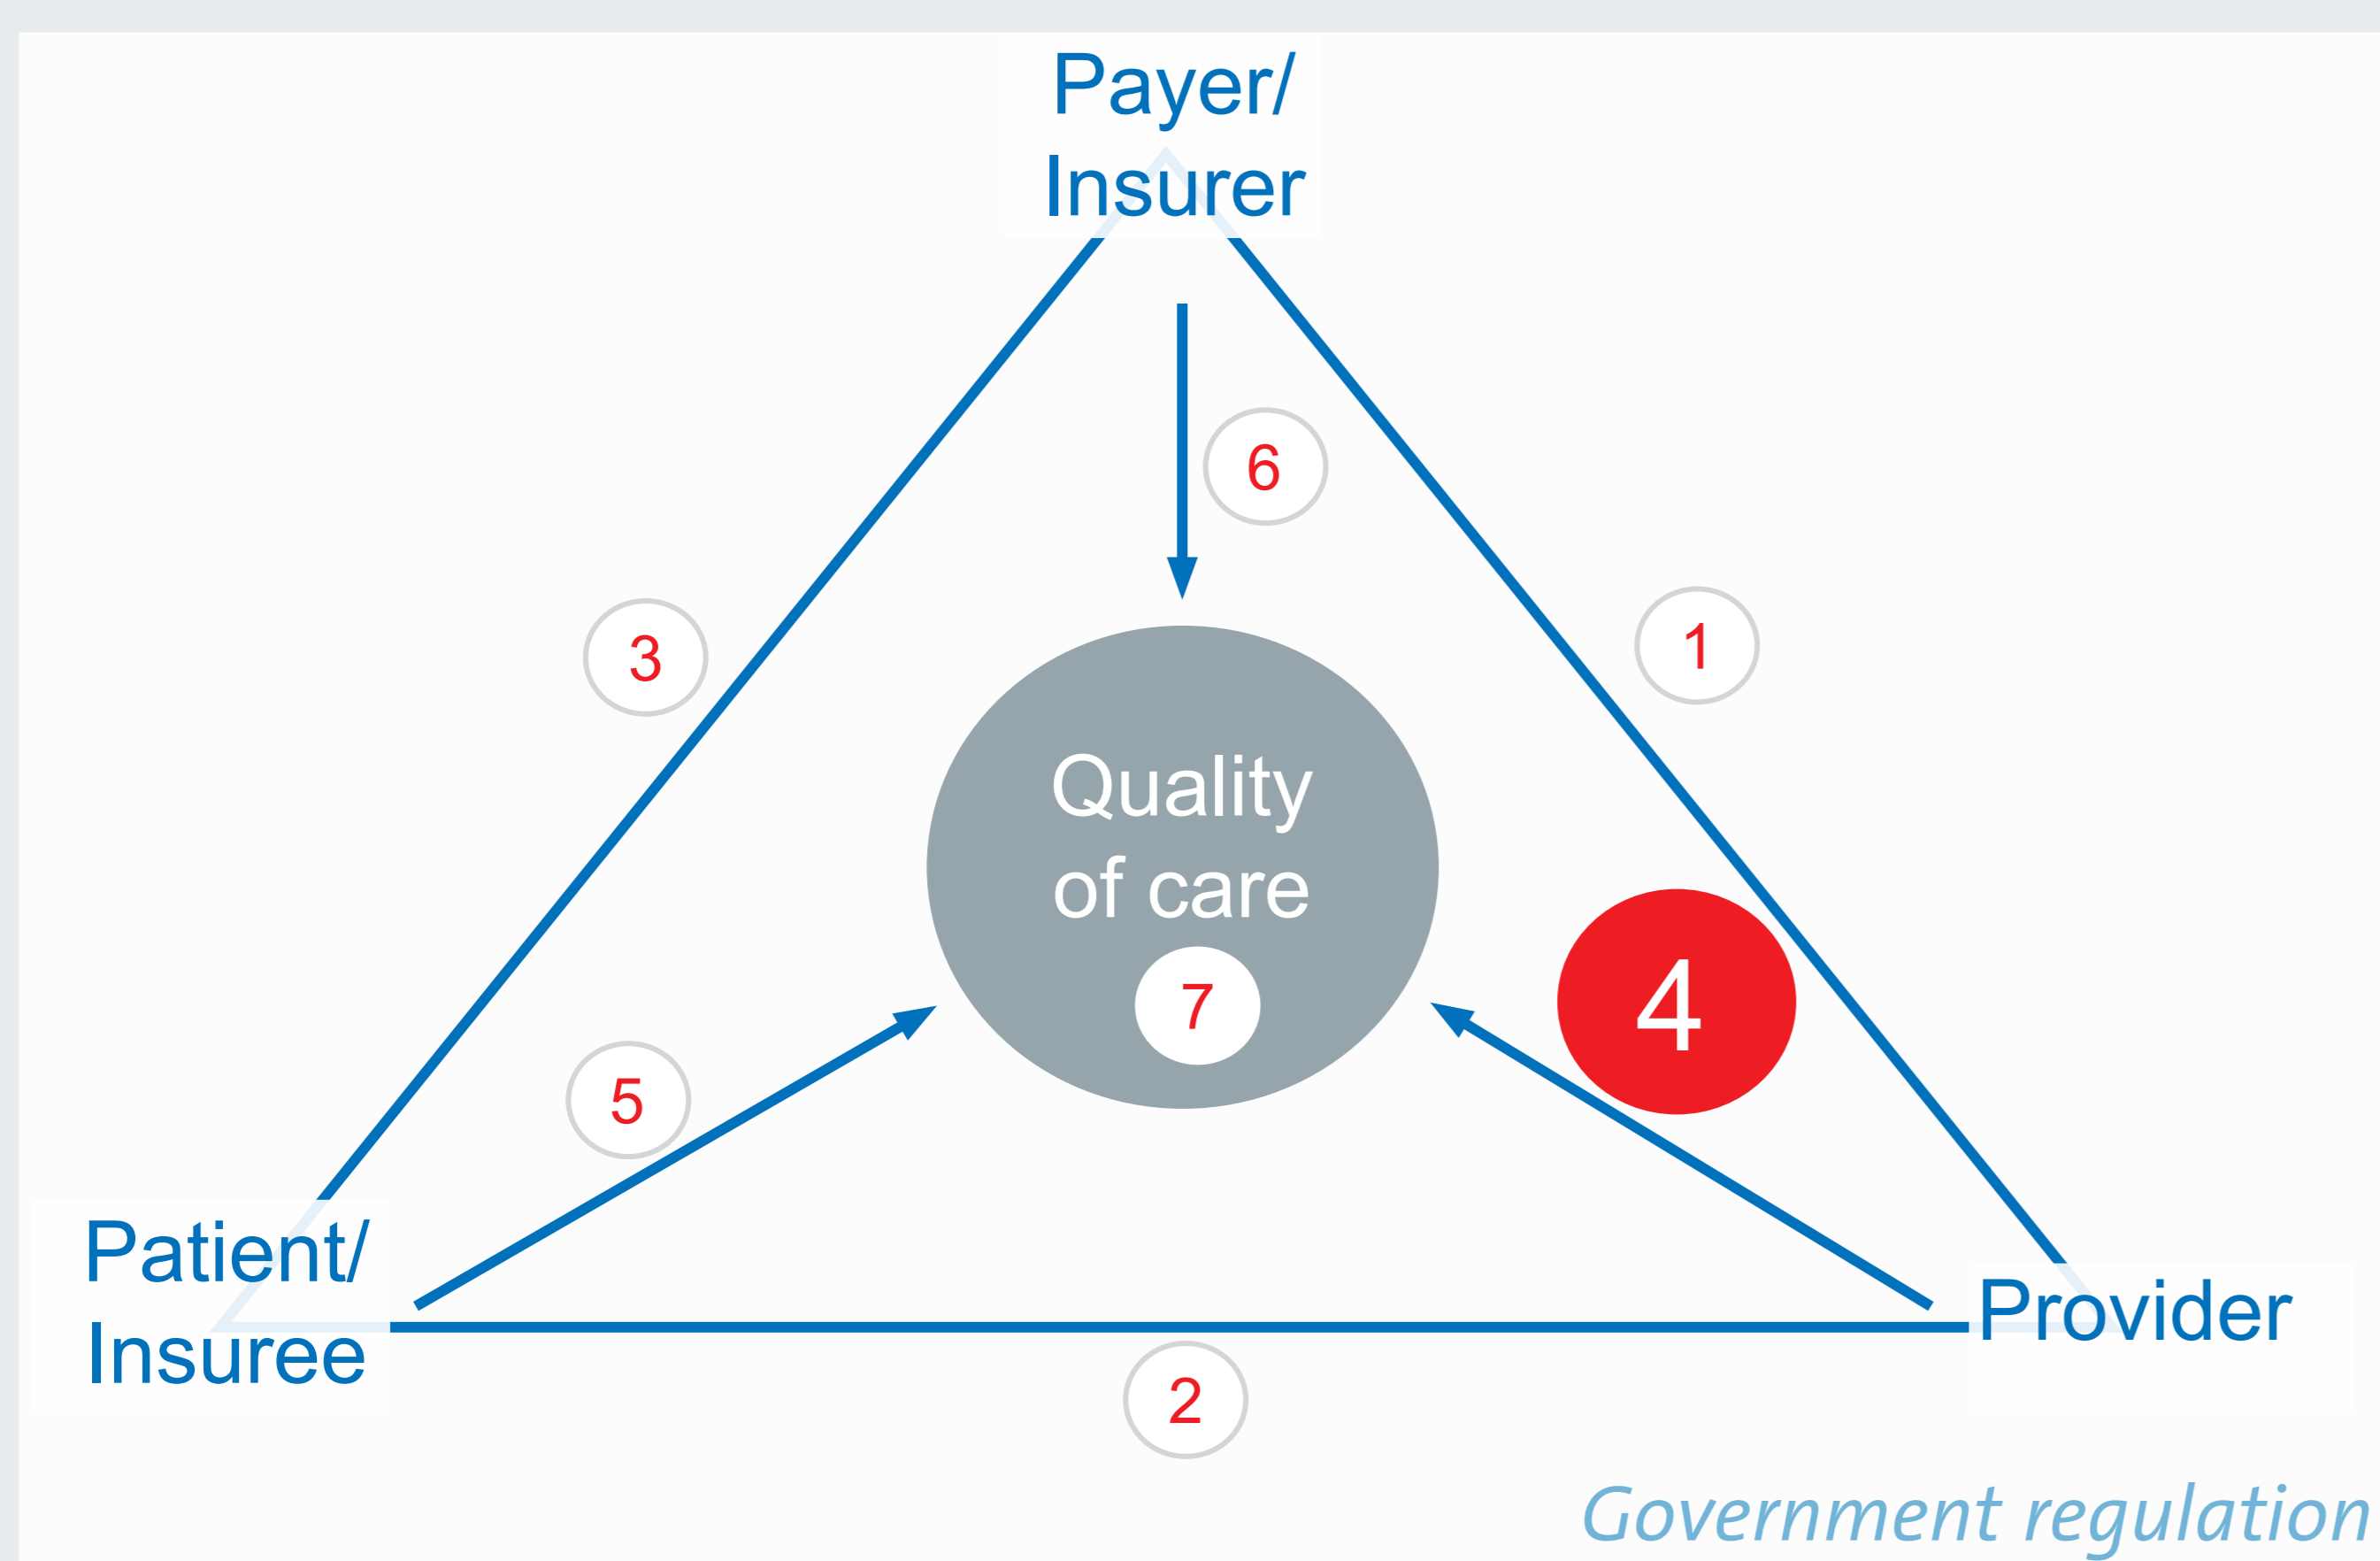 Payer/
Insurer
6
3
1
Quality
of care
4
7
5
Patient/
Insuree
Provider
2
Government regulation